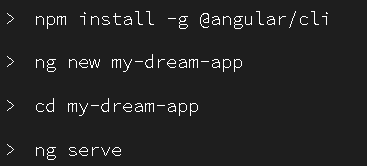 > npm install -g @angular/cli
> ng new my-dream-app
> cd my-dream-app
> ng serve